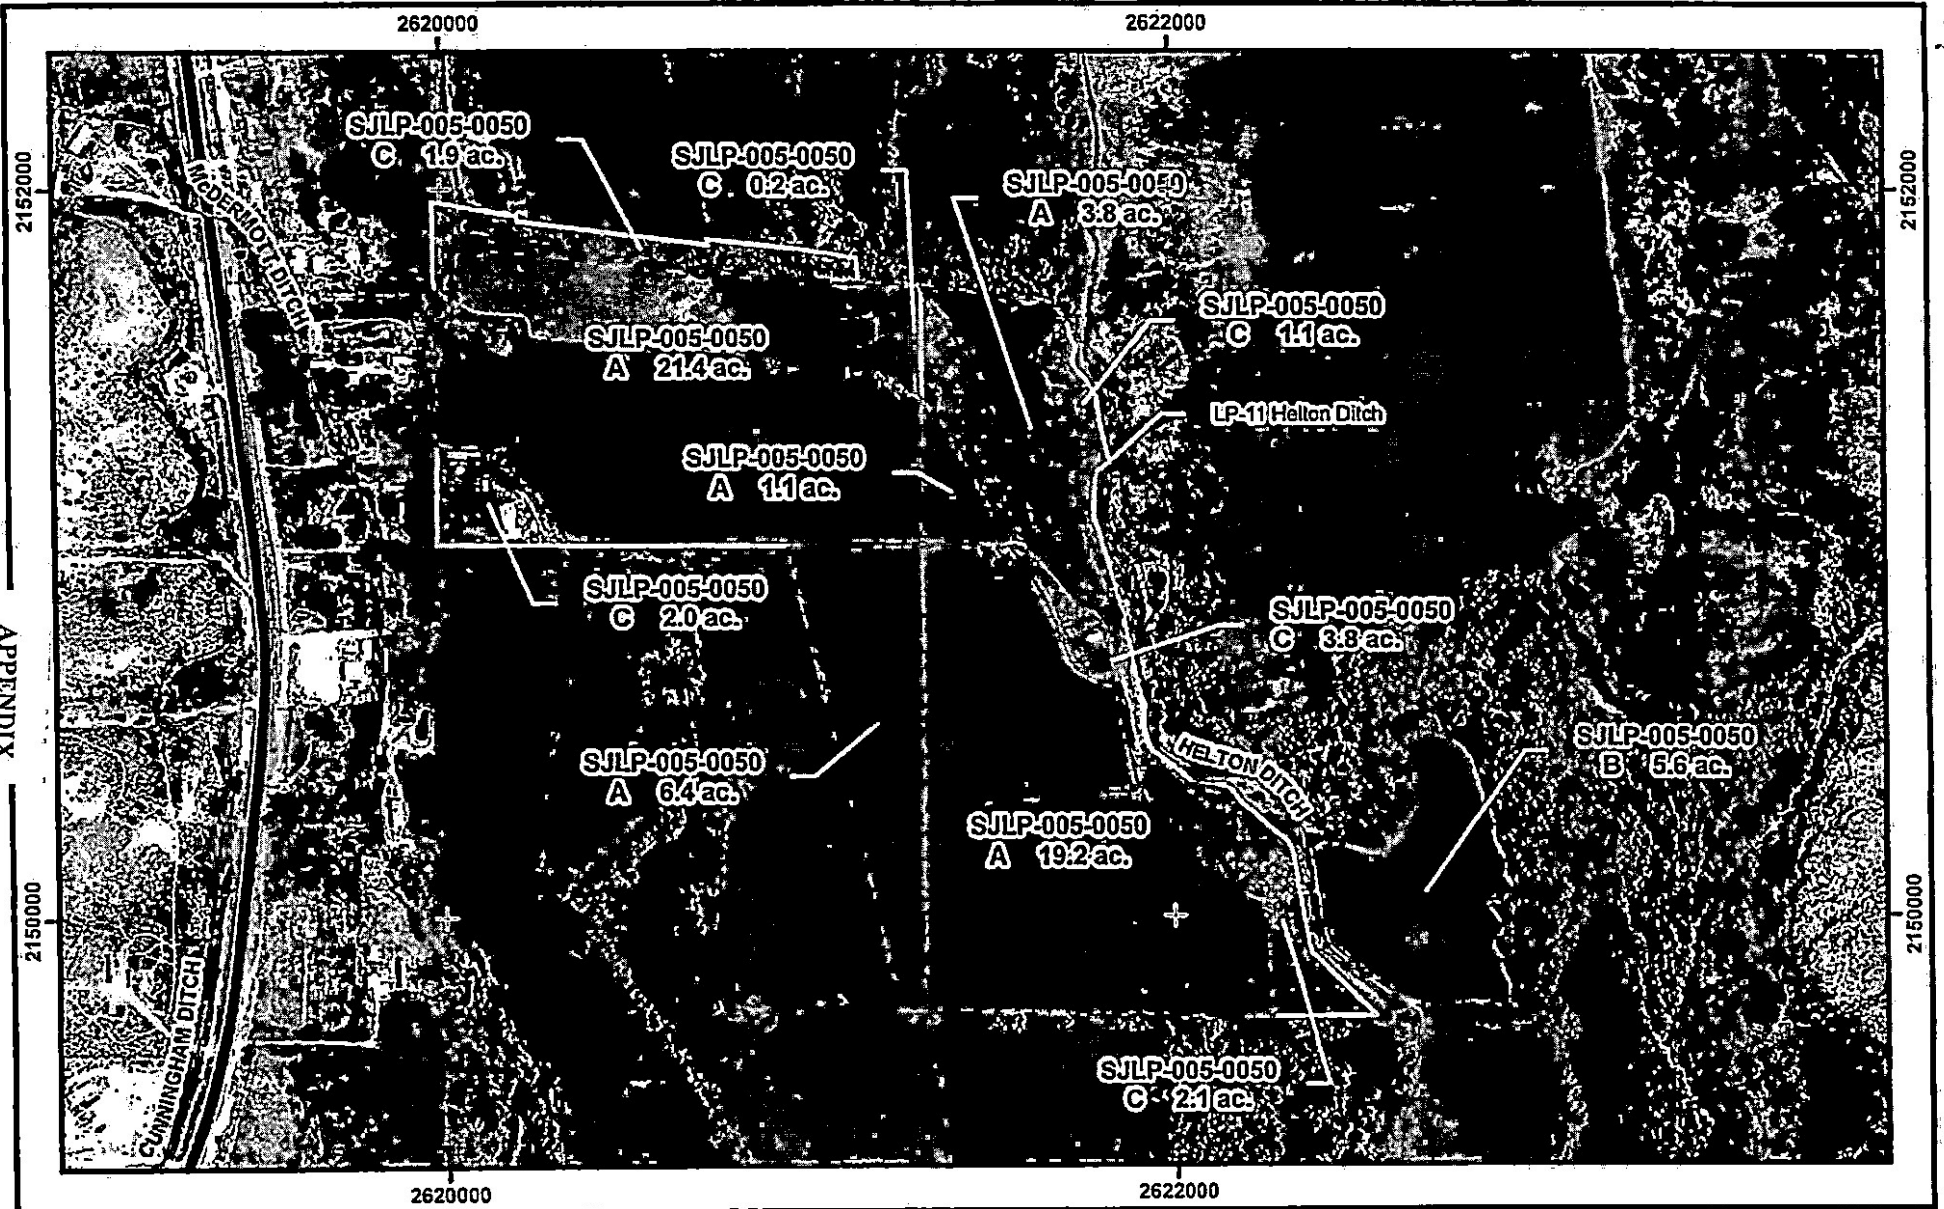 2620000
2622000
2152000
2152000
McDERMOTT DITCH
SJLP-005-0050
C 1.9 ac.
SJLP-005-0050
C 0.2 ac.
SJLP-005-0050
A 3.8 ac.
SJLP-005-0050
C 1.1 ac.
SJLP-005-0050
A 21.4 ac.
LP-11 Helton Ditch
SJLP-005-0050
A 1.1 ac.
SJLP-005-0050
C 2.0 ac.
SJLP-005-0050
C 3.8 ac.
APPENDIX
SJLP-005-0050
A 6.4 ac.
HELTON DITCH
SJLP-005-0050
B 5.6 ac.
SJLP-005-0050
A 19.2 ac.
2150000
2150000
CUNNINGHAM DITCH
SJLP-005-0050
C 2.1 ac.
2620000
2622000